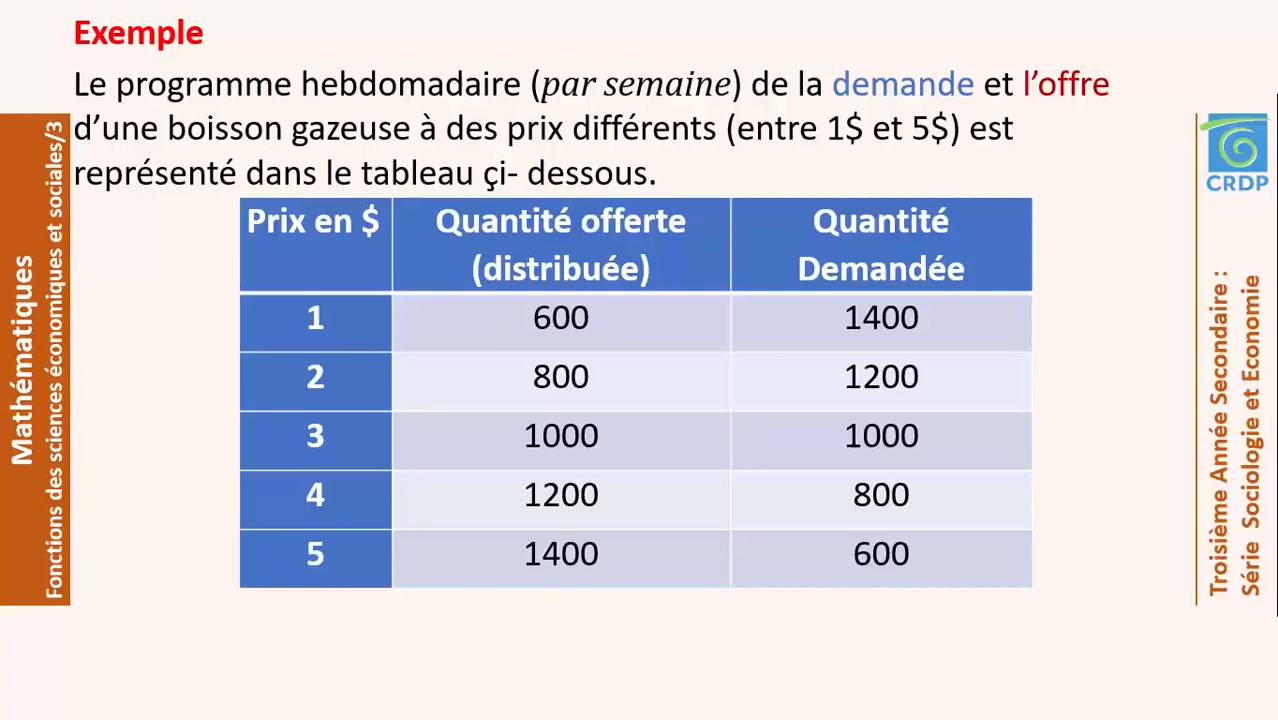 Exemple
Le programme hebdomadaire (par semaine) de la demande et l’offre
d’une boisson gazeuse à des prix différents (entre 1$ et 5$) est
représenté dans le tableau çi- dessous.
Prix en $ Quantité offerte (distribuée) Quantité Demandée
1 600 1400
2 800 1200
3 1000 1000
4 1200 800
5 1400 600
Mathématiques
Fonctions des sciences économiques et sociales/3
CRDP
Troisième Année Secondaire :
Série Sociologie et Economie